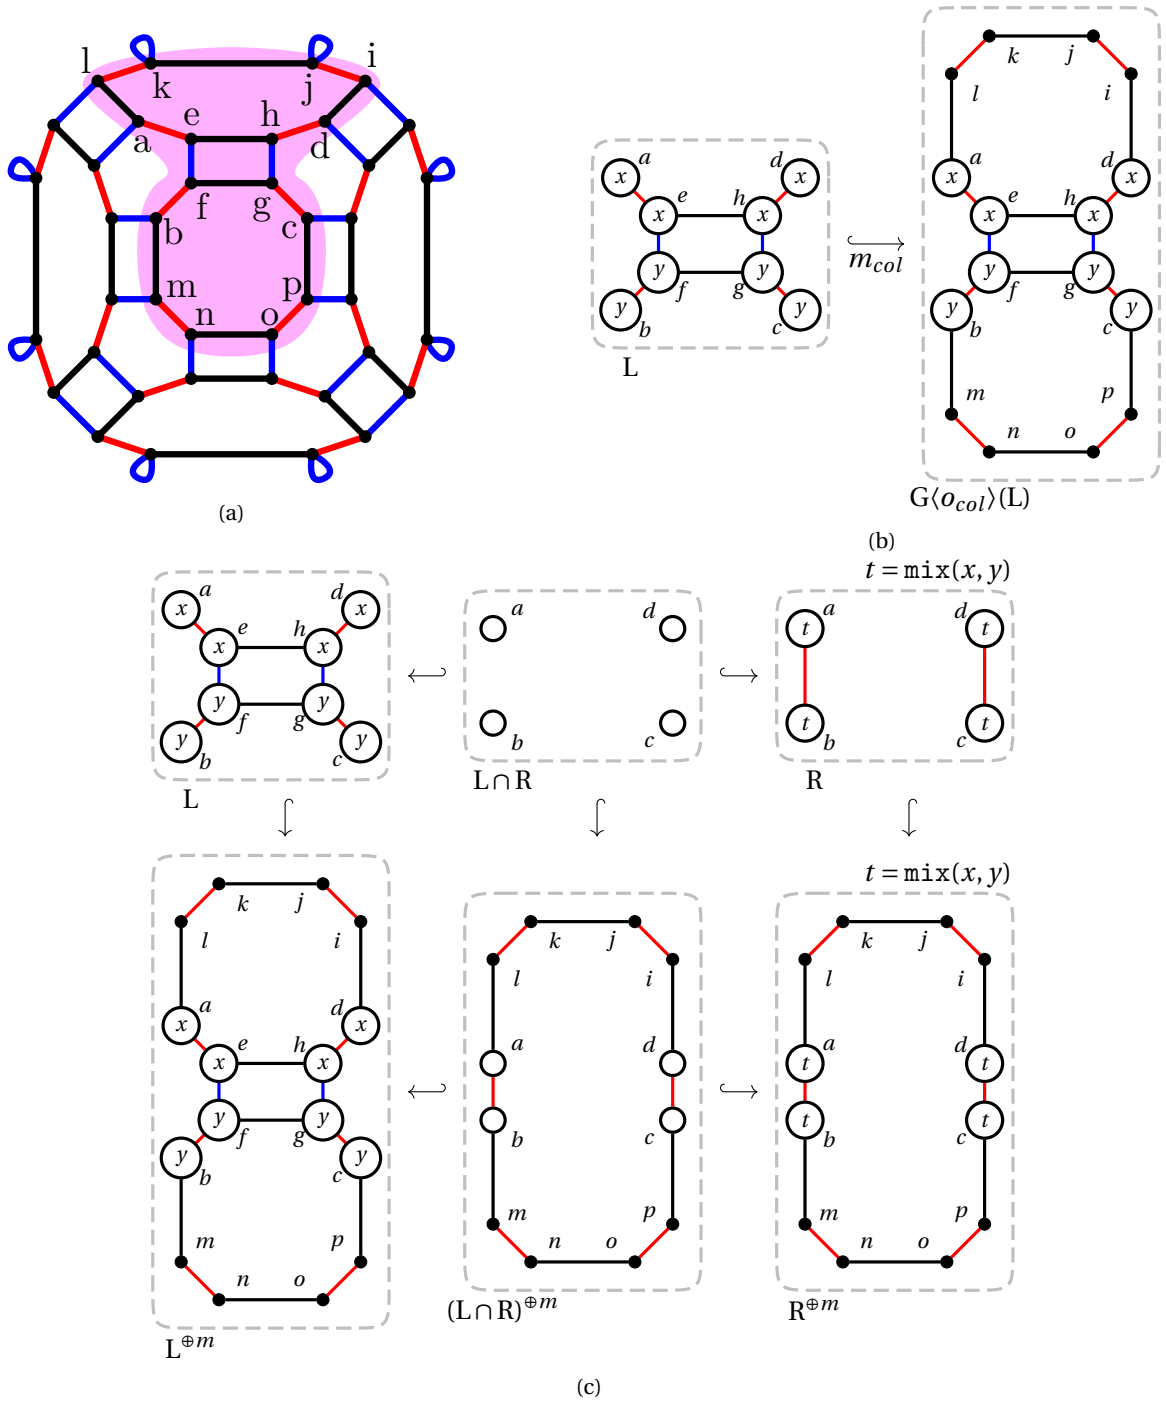 l
k
j
i
a
e
h
d
f
g
b
c
m
p
n
o
(a)
a
d
x
x
e
h
x
x
y
y
f
g
y
y
b
c
L
m_col
k
j
l
i
a
d
x
x
e
h
x
x
y
y
f
g
y
y
b
c
m
p
n
o
G⟨o_col⟩(L)
(b)
a
d
x
x
e
h
x
x
y
y
f
g
y
y
b
c
L
a
d
b
c
L ∩ R
t = mix(x, y)
a
d
t
t
t
t
b
c
R
k
j
l
i
a
d
x
x
e
h
x
x
y
y
f
g
y
y
b
c
m
p
n
o
L^⊕m
k
j
l
i
a
d
b
c
m
p
n
o
(L ∩ R)^⊕m
t = mix(x, y)
k
j
l
i
a
d
t
t
t
t
b
c
m
p
n
o
R^⊕m
(c)